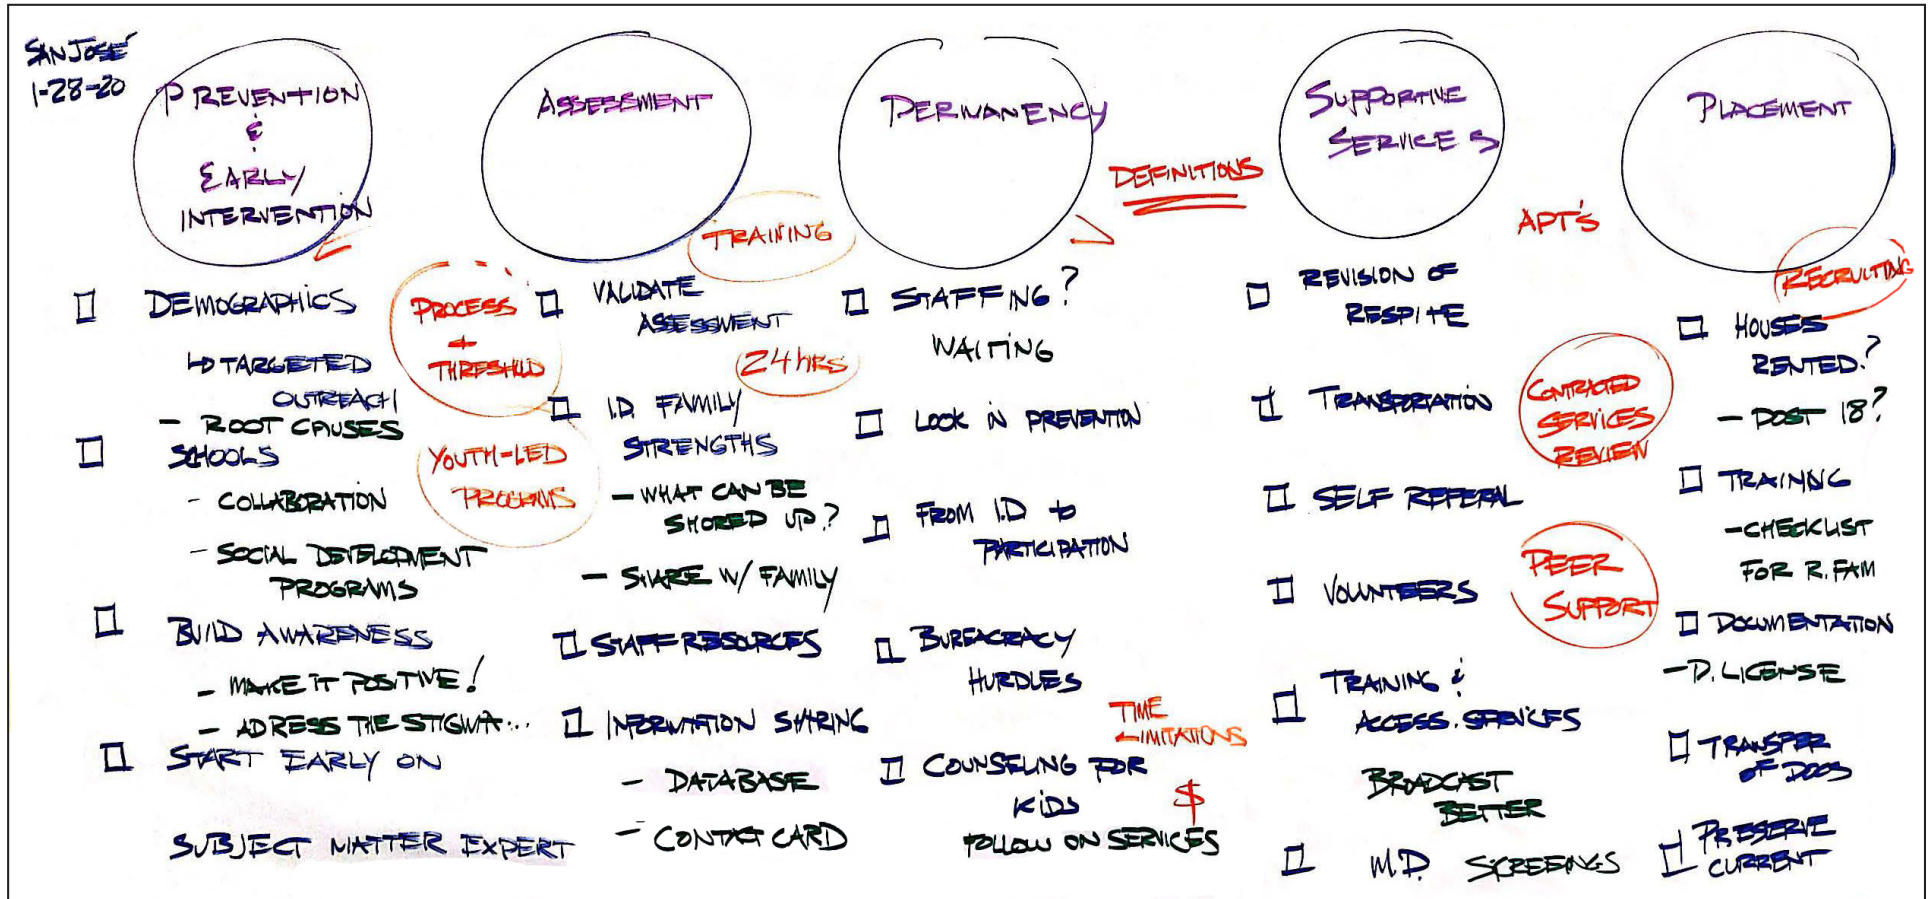 SAN JOSÉ
1-28-20
PREVENTION
&
EARLY
INTERVENTION
DEMOGRAPHICS
↳ TARGETED
OUTREACH
- ROOT CAUSES
SCHOOLS
- COLLABORATION
- SOCIAL DEVELOPMENT
PROGRAMS
BUILD AWARENESS
- MAKE IT POSITIVE!
- ADRESS THE STIGMA...
START EARLY ON
SUBJECT MATTER EXPERT
PROCESS
+
THRESHOLD
YOUTH-LED
PROGRAMS
ASSESSMENT
TRAINING
VALIDATE
ASSESSMENT
24 HRS
I.D. FAMILY
STRENGTHS
- WHAT CAN BE
SHORED UP?
- SHARE W/ FAMILY
STAFF RESOURCES
INFORMATION SHARING
- DATABASE
- CONTACT CARD
PERMANENCY
DEFINITIONS
STAFFING?
WAITING
LOOK IN PREVENTION
FROM I.D to
PARTICIPATION
BUREACRACY
HURDLES
TIME
LIMITATIONS
COUNSELING FOR
KIDS
$
FOLLOW ON SERVICES
SUPPORTIVE
SERVICES
APT'S
REVISION OF
RESPITE
TRANSPORTATION
CONTRACTED
SERVICES
REVIEW
SELF REFERAL
VOLUNTEERS
PEER
SUPPORT
TRAINING &
ACCESS. SERVICES
BROADCAST
BETTER
M.D. SCREEINGS
PLACEMENT
RECRUITING
HOUSES
RENTED?
- POST 18?
TRAINING
- CHECKLIST
FOR R. FAM
DOCUMENTATION
- D. LICENSE
TRANSFER
OF DOCS
PRESERVE
CURRENT